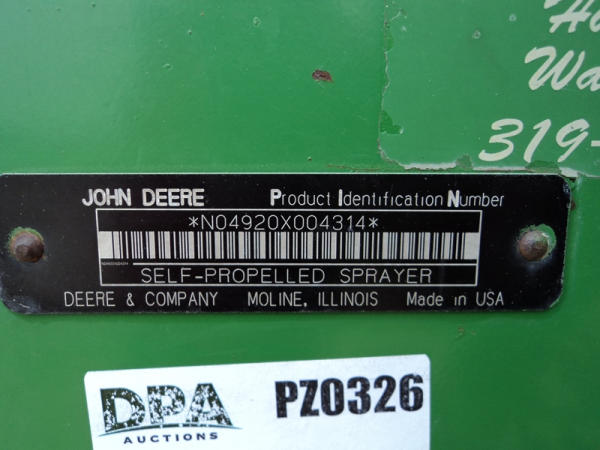 319-
JOHN DEERE Product Identification Number
*N04920X004314*
SELF-PROPELLED SPRAYER
DEERE & COMPANY MOLINE, ILLINOIS Made in USA
DPA PZ0326
AUCTIONS